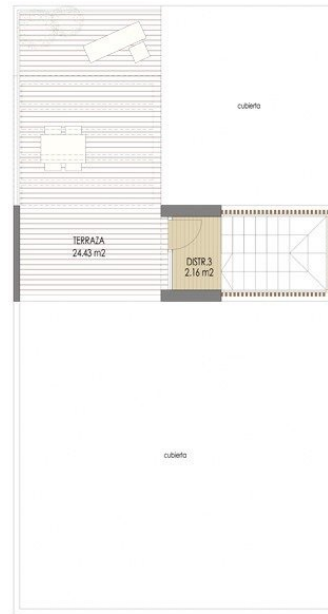 cubierta
TERRAZA
24.43 m2
DISTR.3
2.16 m2
cubierta